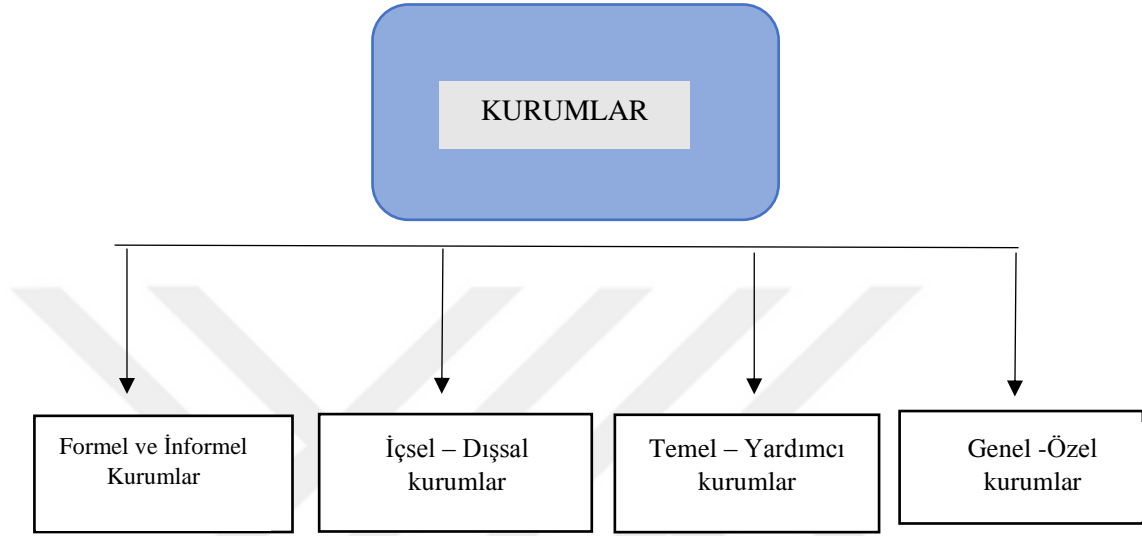 KURUMLAR
Formel ve İnformel
Kurumlar
İçsel – Dışsal
kurumlar
Temel – Yardımcı
kurumlar
Genel -Özel
kurumlar